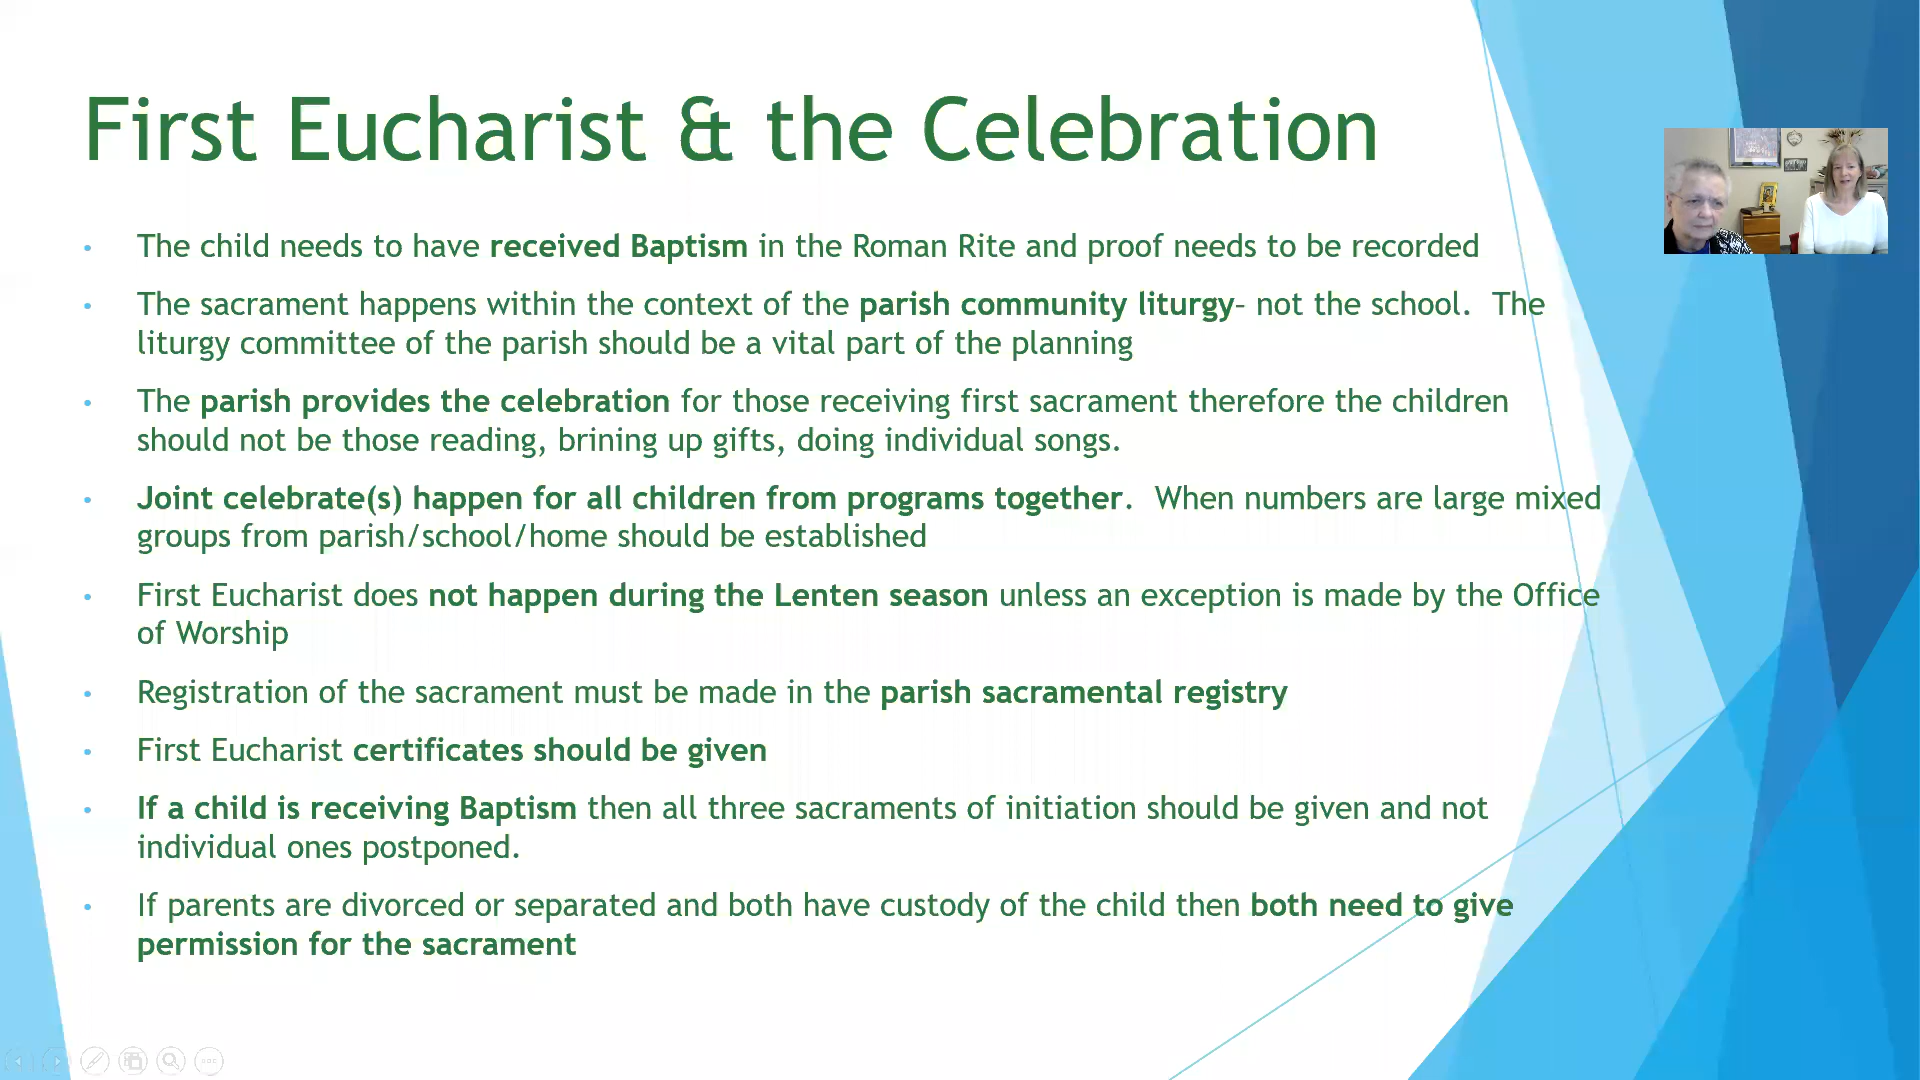 First Eucharist & the Celebration
• The child needs to have received Baptism in the Roman Rite and proof needs to be recorded
• The sacrament happens within the context of the parish community liturgy– not the school. The
liturgy committee of the parish should be a vital part of the planning
• The parish provides the celebration for those receiving first sacrament therefore the children
should not be those reading, brining up gifts, doing individual songs.
• Joint celebrate(s) happen for all children from programs together. When numbers are large mixed
groups from parish/school/home should be established
• First Eucharist does not happen during the Lenten season unless an exception is made by the Office
of Worship
• Registration of the sacrament must be made in the parish sacramental registry
• First Eucharist certificates should be given
• If a child is receiving Baptism then all three sacraments of initiation should be given and not
individual ones postponed.
• If parents are divorced or separated and both have custody of the child then both need to give
permission for the sacrament